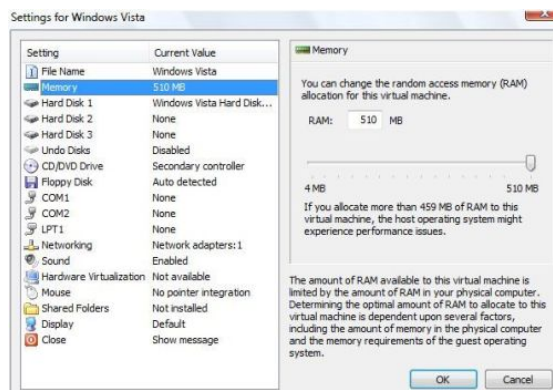 Settings for Windows Vista
Setting Current Value
File Name Windows Vista
Memory 510 MB
Hard Disk 1 Windows Vista Hard Disk...
Hard Disk 2 None
Hard Disk 3 None
Undo Disks Disabled
CD/DVD Drive Secondary controller
Floppy Disk Auto detected
COM1 None
COM2 None
LPT1 None
Networking Network adapters:1
Sound Enabled
Hardware Virtualization Not available
Mouse No pointer integration
Shared Folders Not installed
Display Default
Close Show message
Memory
You can change the random access memory (RAM)
allocation for this virtual machine.
RAM: 510 MB
4 MB 510 MB
If you allocate more than 459 MB of RAM to this
virtual machine, the host operating system might
experience performance issues.
The amount of RAM available to this virtual machine is
limited by the amount of RAM in your physical computer.
Determining the optimal amount of RAM to allocate to this
virtual machine is dependent upon several factors,
including the amount of memory in the physical computer
and the memory requirements of the guest operating
system.
OK Cancel